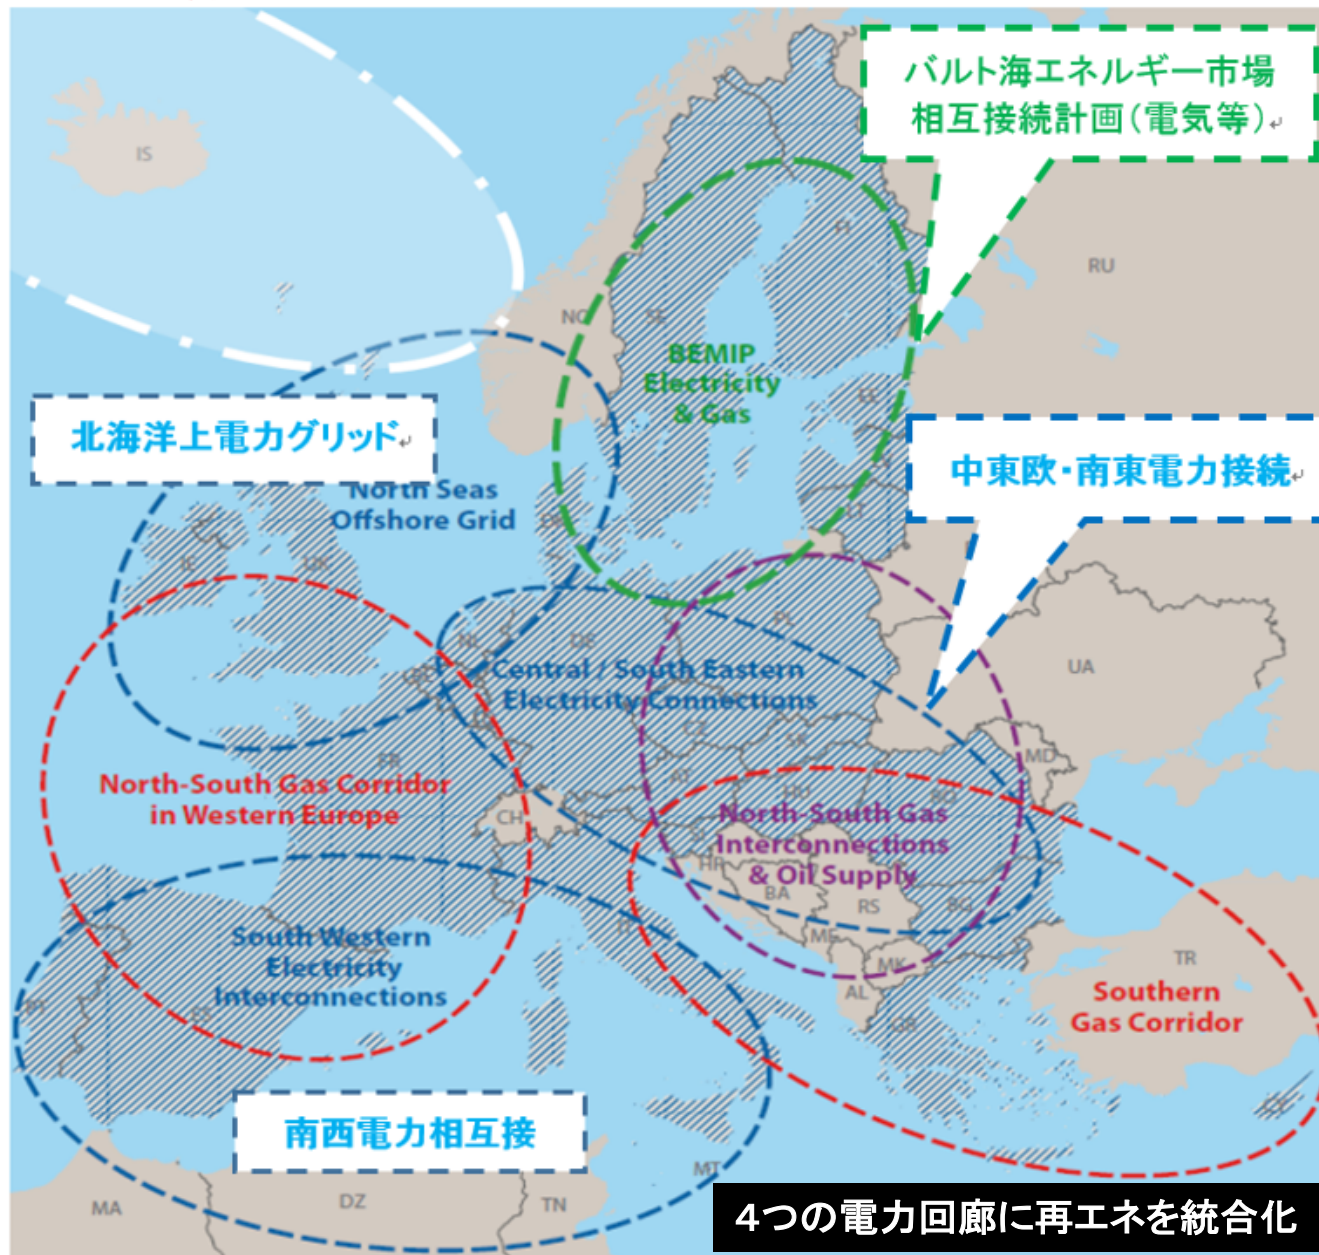 バルト海エネルギー市場
相互接続計画(電気等)
IS
RU
NO
SE
FI
BEMIP
Electricity
& Gas
EE
北海洋上電力グリッド
中東欧・南東電力接続
North Seas
Offshore Grid
LT
IE
UK
PL
NL
DE
UA
Central / South Eastern
Electricity Connections
CZ
SK
MD
FR
AT
HU
North-South Gas Corridor
in Western Europe
CH
North-South Gas
Interconnections
& Oil Supply
HR
BA
RS
BG
South Western
Electricity
Interconnections
IT
ME
MK
AL
TR
PT
ES
GR
Southern
Gas Corridor
CY
南西電力相互接
MT
MA
DZ
TN
4つの電力回廊に再エネを統合化